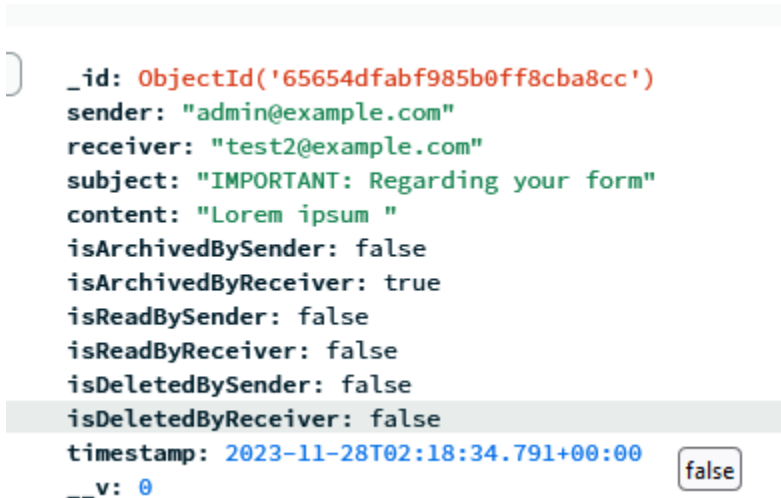 _id: ObjectId('65654dfabf985b0ff8cba8cc')
sender: "admin@example.com"
receiver: "test2@example.com"
subject: "IMPORTANT: Regarding your form"
content: "Lorem ipsum "
isArchivedBySender: false
isArchivedByReceiver: true
isReadBySender: false
isReadByReceiver: false
isDeletedBySender: false
isDeletedByReceiver: false
timestamp: 2023-11-28T02:18:34.791+00:00
false
__v: 0